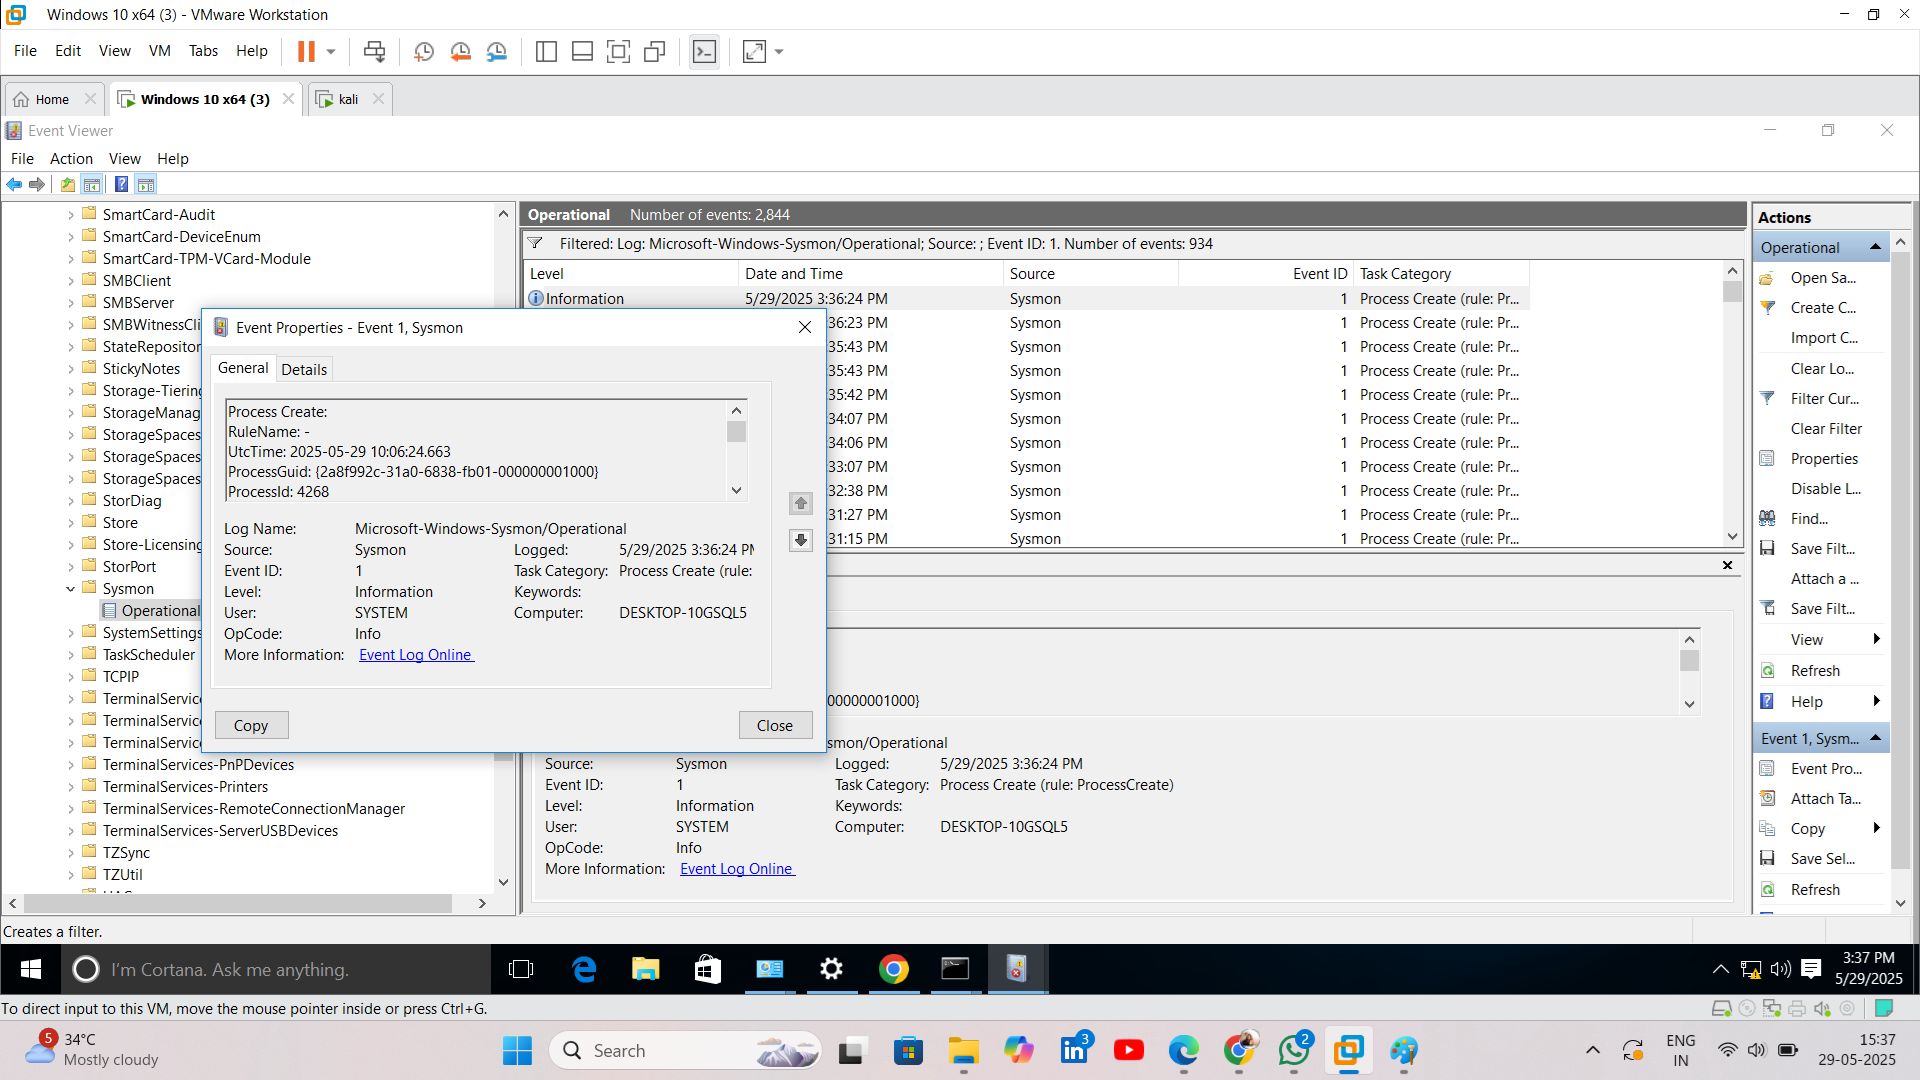 Windows 10 x64 (3) - VMware Workstation
File Edit View VM Tabs Help
Home
Windows 10 x64 (3)
kali
Event Viewer
File Action View Help
SmartCard-Audit
SmartCard-DeviceEnum
SmartCard-TPM-VCard-Module
SMBClient
SMBServer
SMBWitnessCli
StateRepositor
StickyNotes
Storage-Tiering
StorageManag
StorageSpaces
StorageSpaces
StorageSpaces
StorDiag
Store
Store-Licensing
StorPort
Sysmon
Operational
SystemSettings
TaskScheduler
TCPIP
TerminalService
TerminalService
TerminalService
TerminalServices-PnPDevices
TerminalServices-Printers
TerminalServices-RemoteConnectionManager
TerminalServices-ServerUSBDevices
TZSync
TZUtil
Operational Number of events: 2,844
Filtered: Log: Microsoft-Windows-Sysmon/Operational; Source: ; Event ID: 1. Number of events: 934
Level Date and Time Source Event ID Task Category
Information 5/29/2025 3:36:24 PM Sysmon 1 Process Create (rule: Pr...
36:23 PM Sysmon 1 Process Create (rule: Pr...
35:43 PM Sysmon 1 Process Create (rule: Pr...
35:43 PM Sysmon 1 Process Create (rule: Pr...
35:42 PM Sysmon 1 Process Create (rule: Pr...
34:07 PM Sysmon 1 Process Create (rule: Pr...
34:06 PM Sysmon 1 Process Create (rule: Pr...
33:07 PM Sysmon 1 Process Create (rule: Pr...
32:38 PM Sysmon 1 Process Create (rule: Pr...
31:27 PM Sysmon 1 Process Create (rule: Pr...
31:15 PM Sysmon 1 Process Create (rule: Pr...
Event Properties - Event 1, Sysmon
General Details
Process Create:
RuleName: -
UtcTime: 2025-05-29 10:06:24.663
ProcessGuid: {2a8f992c-31a0-6838-fb01-000000001000}
ProcessId: 4268
Log Name: Microsoft-Windows-Sysmon/Operational
Source: Sysmon Logged: 5/29/2025 3:36:24 PM
Event ID: 1 Task Category: Process Create (rule:
Level: Information Keywords:
User: SYSTEM Computer: DESKTOP-10GSQL5
OpCode: Info
More Information: Event Log Online
Copy Close
00000001000}
smon/Operational
Source: Sysmon Logged: 5/29/2025 3:36:24 PM
Event ID: 1 Task Category: Process Create (rule: ProcessCreate)
Level: Information Keywords:
User: SYSTEM Computer: DESKTOP-10GSQL5
OpCode: Info
More Information: Event Log Online
Actions
Operational
Open Sa...
Create C...
Import C...
Clear Lo...
Filter Cur...
Clear Filter
Properties
Disable L...
Find...
Save Filt...
Attach a ...
Save Filt...
View
Refresh
Help
Event 1, Sysm...
Event Pro...
Attach Ta...
Copy
Save Sel...
Refresh
Creates a filter.
I'm Cortana. Ask me anything.
3:37 PM
5/29/2025
To direct input to this VM, move the mouse pointer inside or press Ctrl+G.
5
34°C
Mostly cloudy
Search
3
2
ENG
IN
15:37
29-05-2025